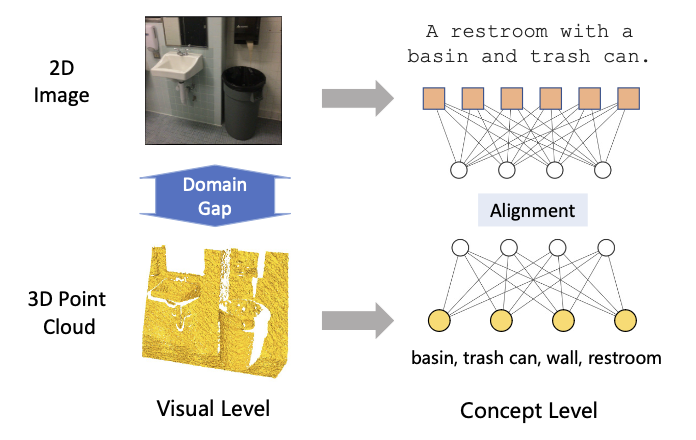 2D
Image
A restroom with a
basin and trash can.
Domain
Gap
Alignment
3D Point
Cloud
basin, trash can, wall, restroom
Visual Level
Concept Level